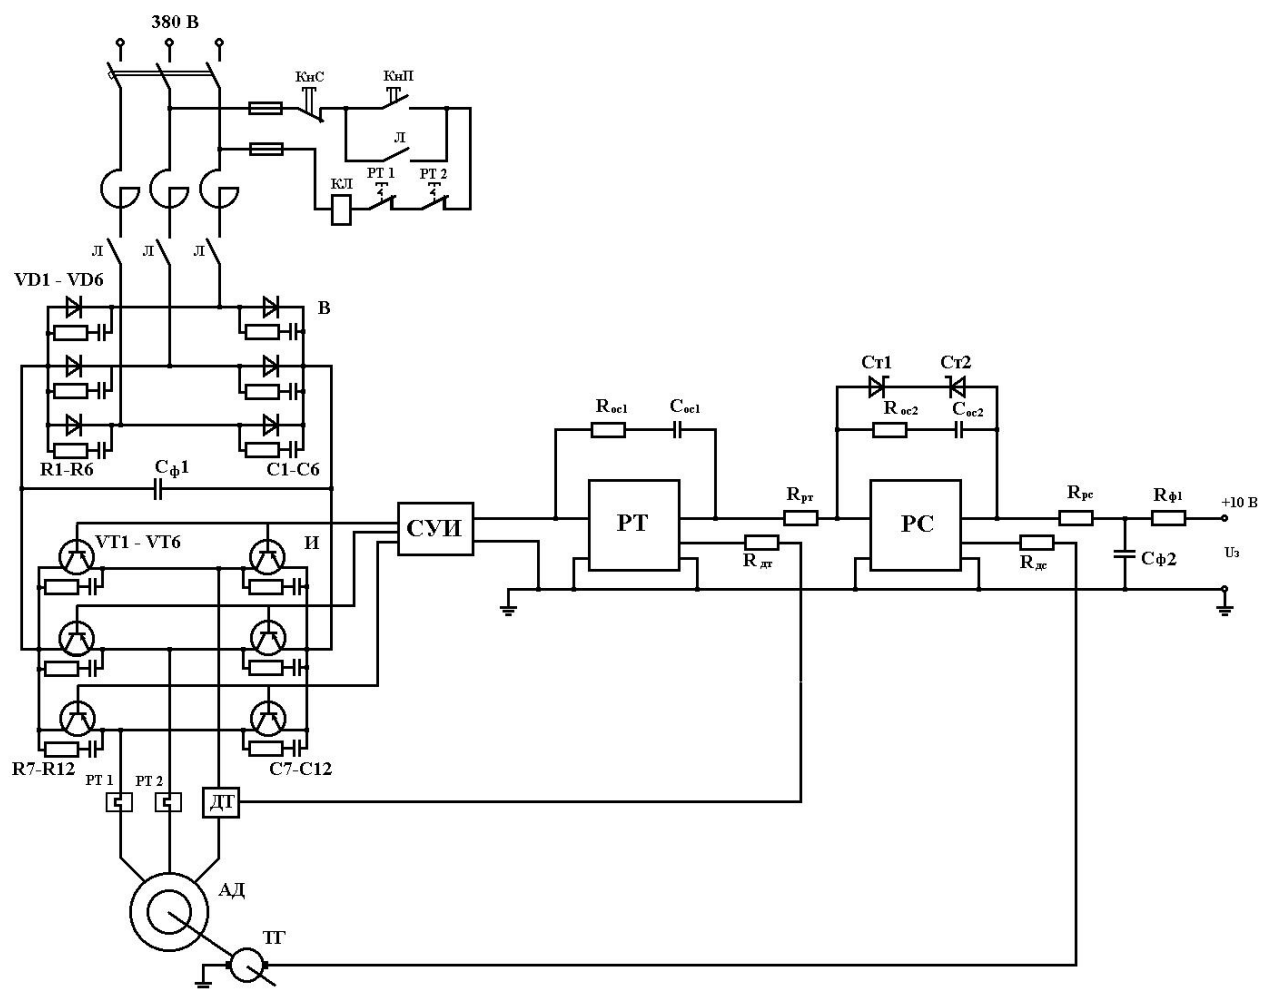 380 В
КнС
КнП
Л
КЛ
РТ 1
РТ 2
Л
Л
Л
VD1 - VD6
В
R1-R6
C1-C6
Cф1
VT1 - VT6
И
СУИ
R7-R12
C7-C12
РТ 1
РТ 2
ДТ
АД
ТГ
Rос1
Cос1
РТ
Rрт
Rдт
Ст1
Ст2
Rос2
Cос2
РС
Rрс
Rдс
Rф1
Cф2
+10 В
Uз